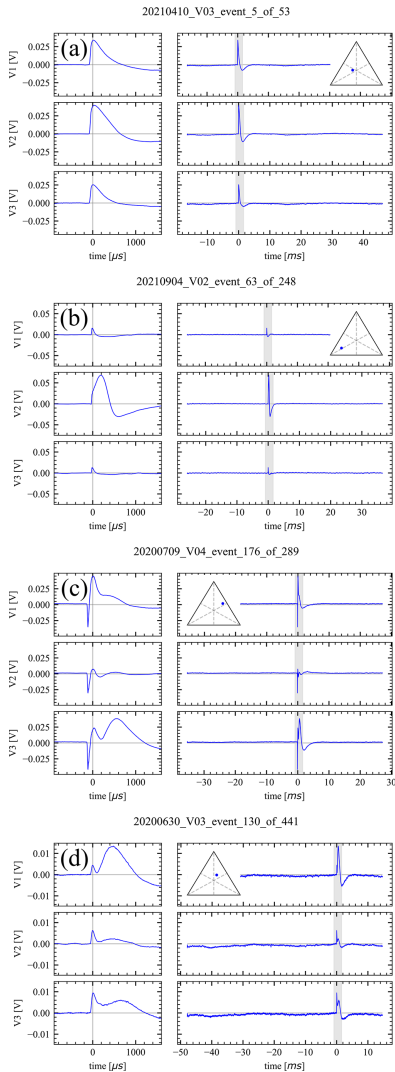 20210410_V03_event_5_of_53
(a)
V1 [V]
0.025
0.000
−0.025
V2 [V]
0.025
0.000
−0.025
V3 [V]
0.025
0.000
−0.025
0
1000
−10
0
10
20
30
40
time [μs]
time [ms]
20210904_V02_event_63_of_248
(b)
V1 [V]
0.05
0.00
−0.05
V2 [V]
0.05
0.00
−0.05
V3 [V]
0.05
0.00
−0.05
0
1000
−20
−10
0
10
20
30
time [μs]
time [ms]
20200709_V04_event_176_of_289
(c)
V1 [V]
0.025
0.000
−0.025
V2 [V]
0.025
0.000
−0.025
V3 [V]
0.025
0.000
−0.025
0
1000
−30
−20
−10
0
10
20
30
time [μs]
time [ms]
20200630_V03_event_130_of_441
(d)
V1 [V]
0.01
0.00
−0.01
V2 [V]
0.01
0.00
−0.01
V3 [V]
0.01
0.00
−0.01
0
1000
−50
−40
−30
−20
−10
0
10
time [μs]
time [ms]